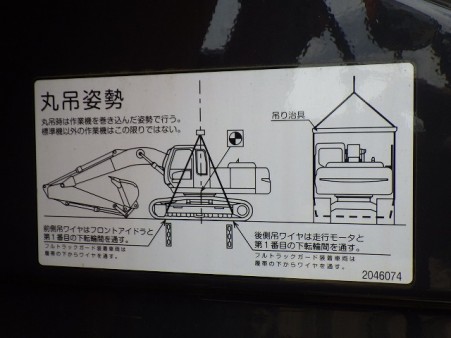 丸吊姿勢
丸吊時は作業機を巻き込んだ姿勢で行う。
標準機以外の作業機はこの限りではない。
吊り治具
前側吊ワイヤはフロントアイドラと
第1番目の下転輪間を通す。
フルトラックガード装着車両は
履帯の下からワイヤを通す。
後側吊ワイヤは走行モータと
第1番目の下転輪間を通す。
フルトラックガード装着車両は
履帯の下からワイヤを通す。
2046074